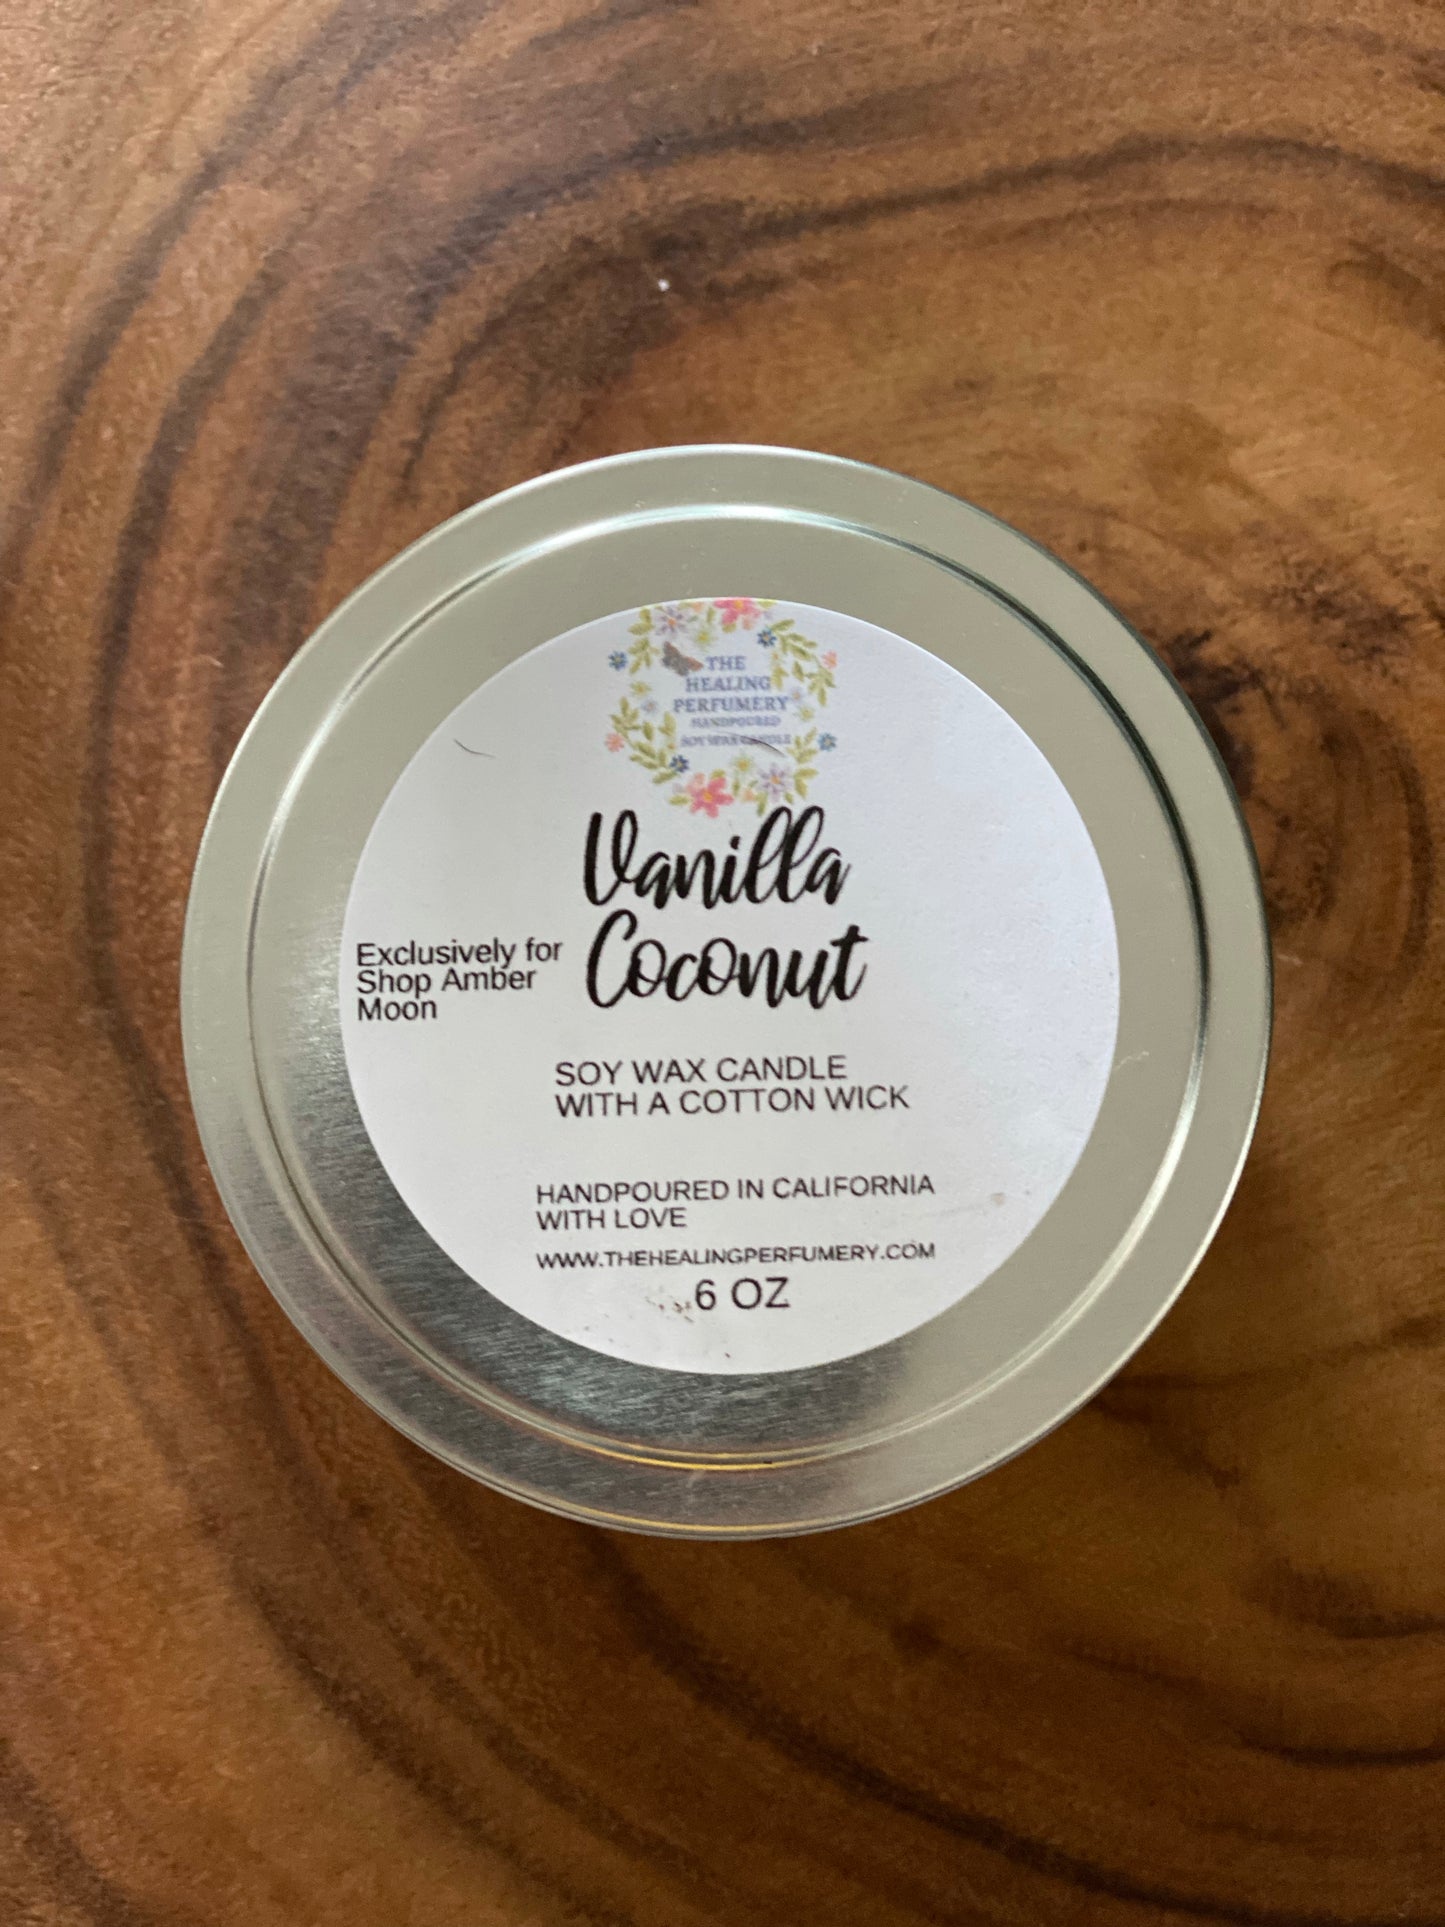 THE
HEALING
PERFUMERY
HANDPOURED
SOY WAX CANDLE
Vanilla
Coconut
Exclusively for
Shop Amber
Moon
SOY WAX CANDLE
WITH A COTTON WICK
HANDPOURED IN CALIFORNIA
WITH LOVE
WWW.THEHEALINGPERFUMERY.COM
6 OZ